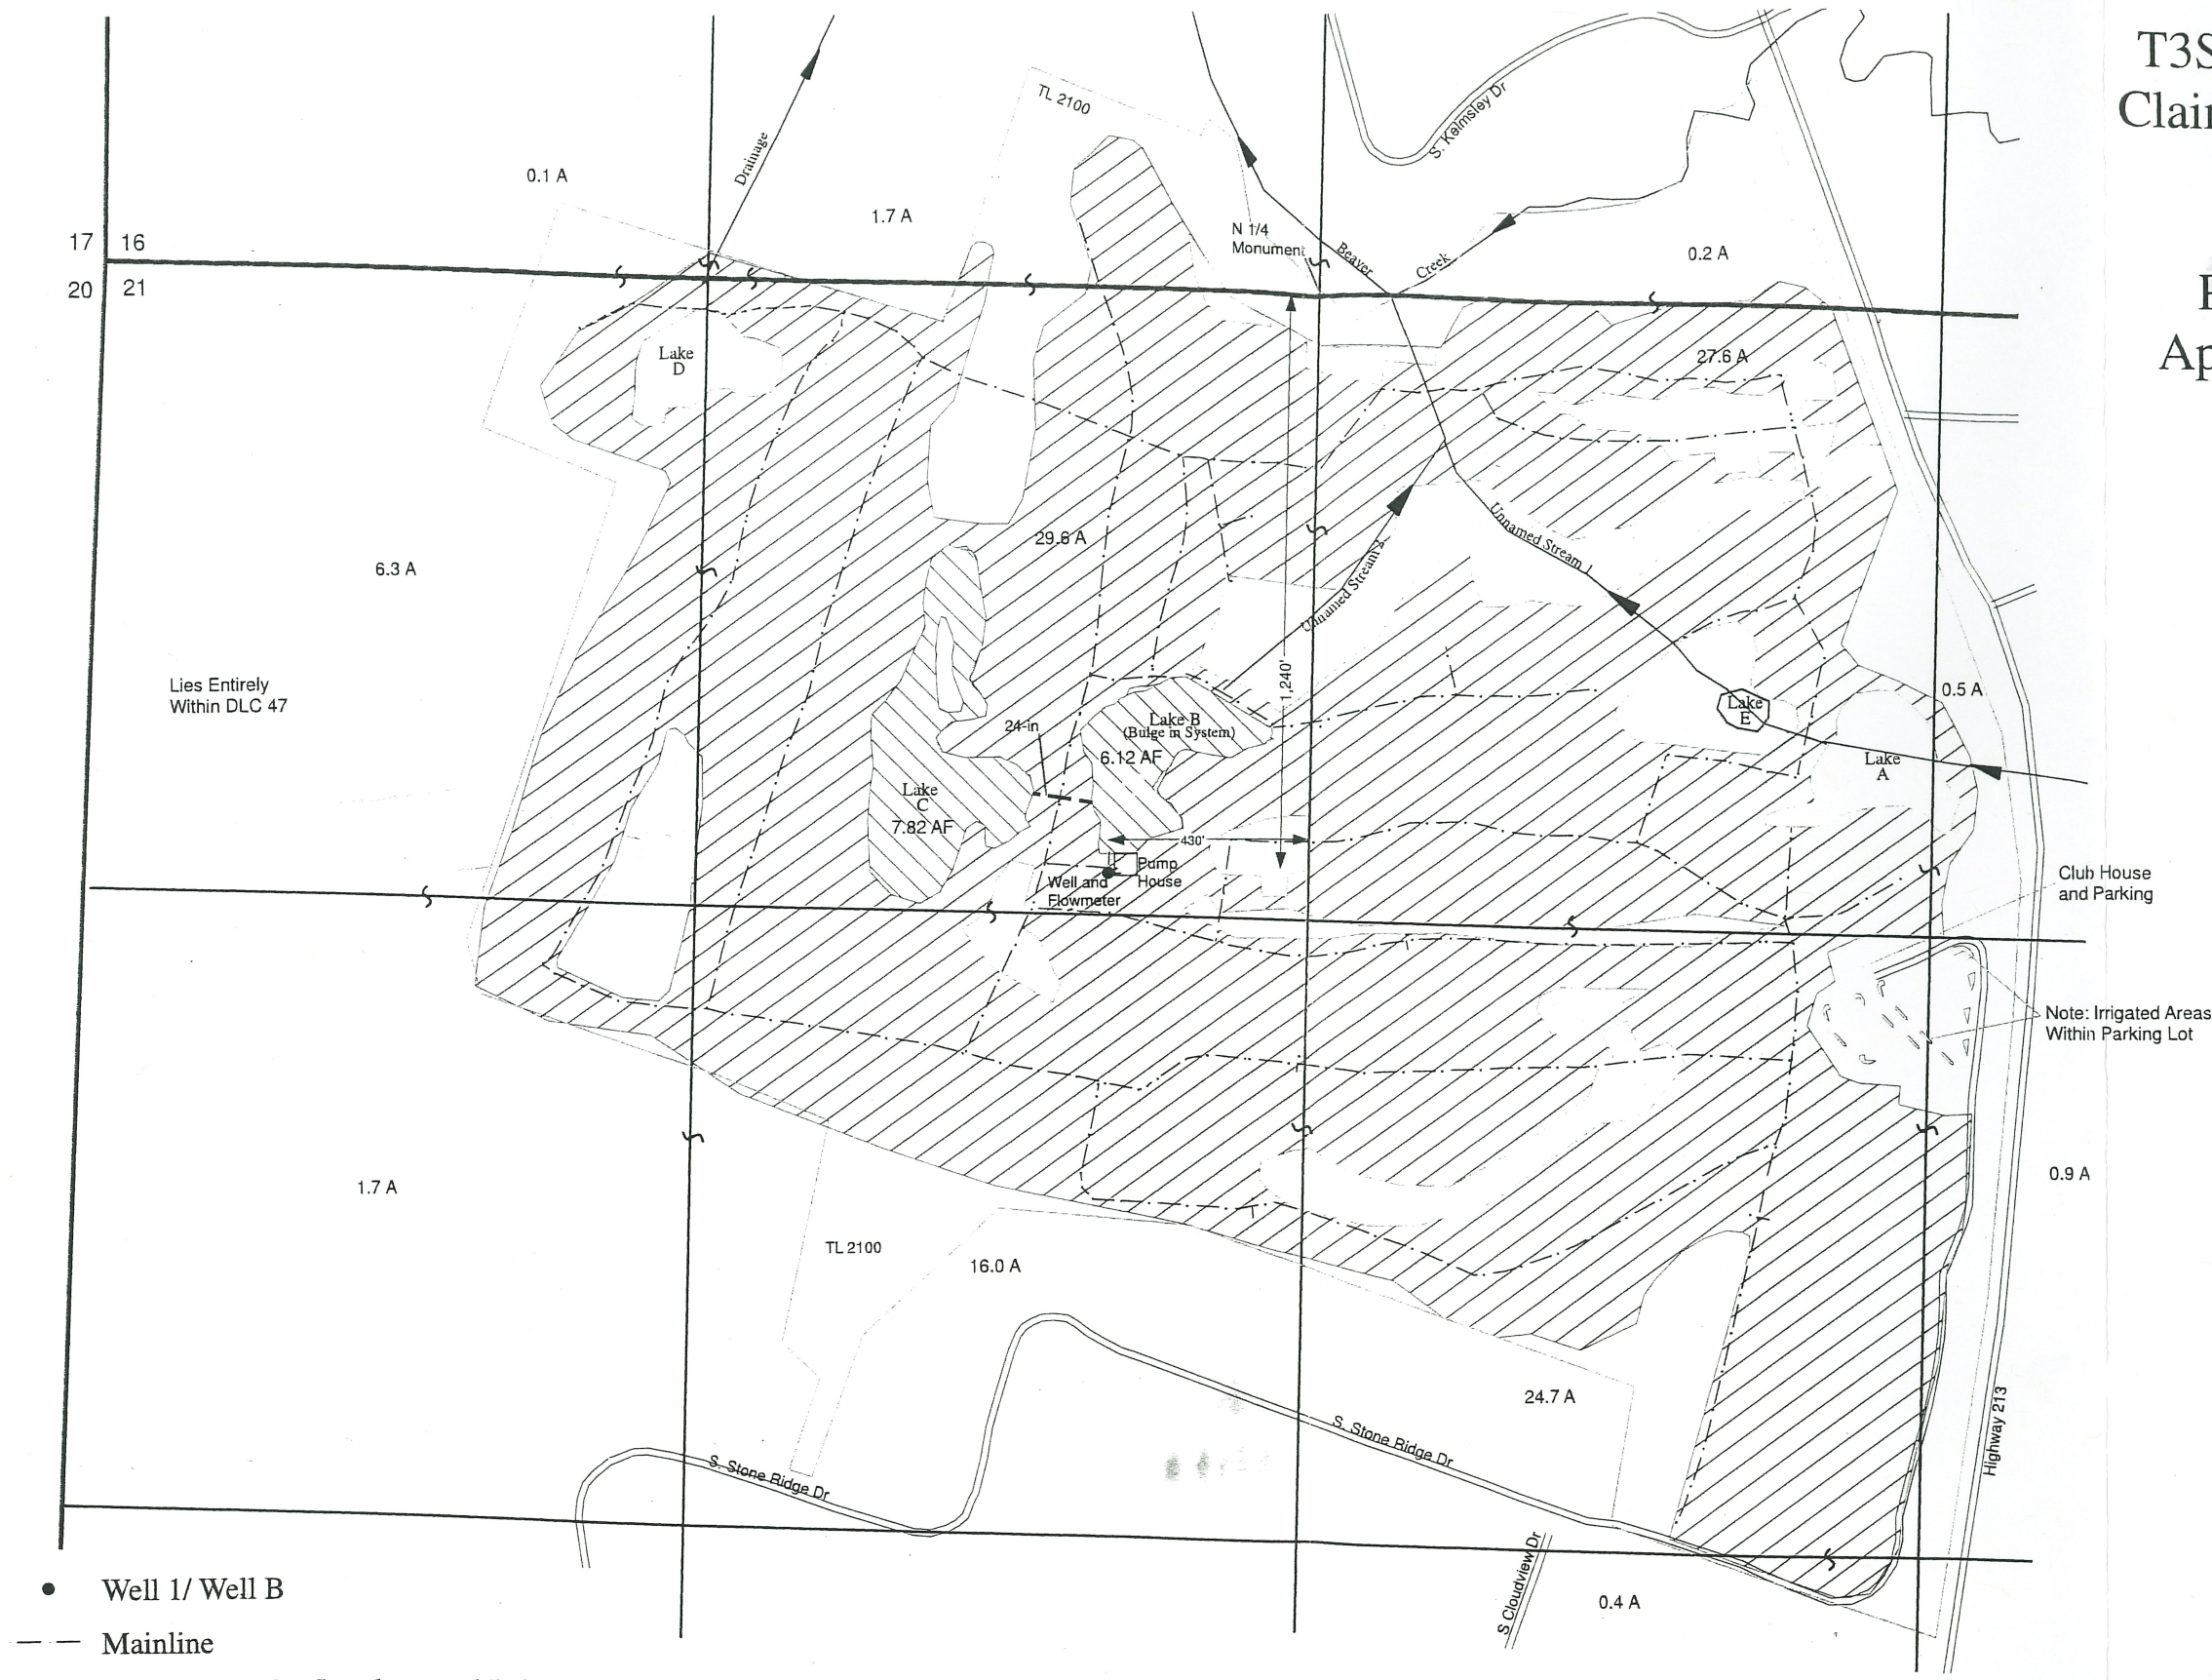 T3S
Clai
Ap
TL 2100
S. Kelmsley Dr
Drainage
0.1 A
1.7 A
N 1/4
Monument
Beaver
Creek
0.2 A
17
16
20
21
Lake
D
27.6 A
29.6 A
6.3 A
Unnamed Stream 1
Unnamed Stream 2
Lies Entirely
Within DLC 47
1,240'
0.5 A
Lake
E
Lake
A
24-in
Lake B
(Bulge in System)
6.12 AF
Lake
C
7.82 AF
430'
Pump
House
Well and
Flowmeter
Club House
and Parking
Note: Irrigated Areas
Within Parking Lot
1.7 A
0.9 A
TL 2100
16.0 A
24.7 A
S. Stone Ridge Dr
S. Stone Ridge Dr
Highway 213
S Cloudview Dr
0.4 A
Well 1/ Well B
Mainline